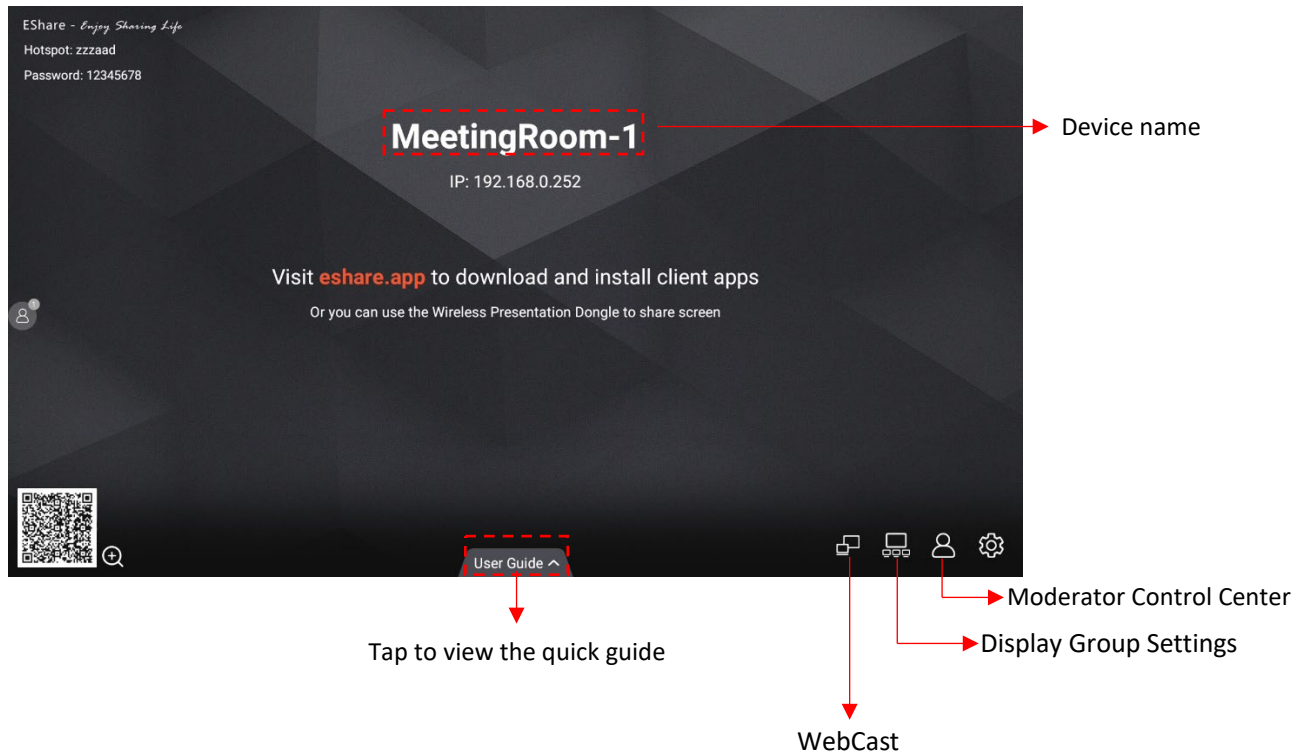 EShare - Enjoy Sharing Life
Hotspot: zzzaad
Password: 12345678
MeetingRoom-1
Device name
IP: 192.168.0.252
Visit eshare.app to download and install client apps
Or you can use the Wireless Presentation Dongle to share screen
1
User Guide
Moderator Control Center
Display Group Settings
Tap to view the quick guide
WebCast